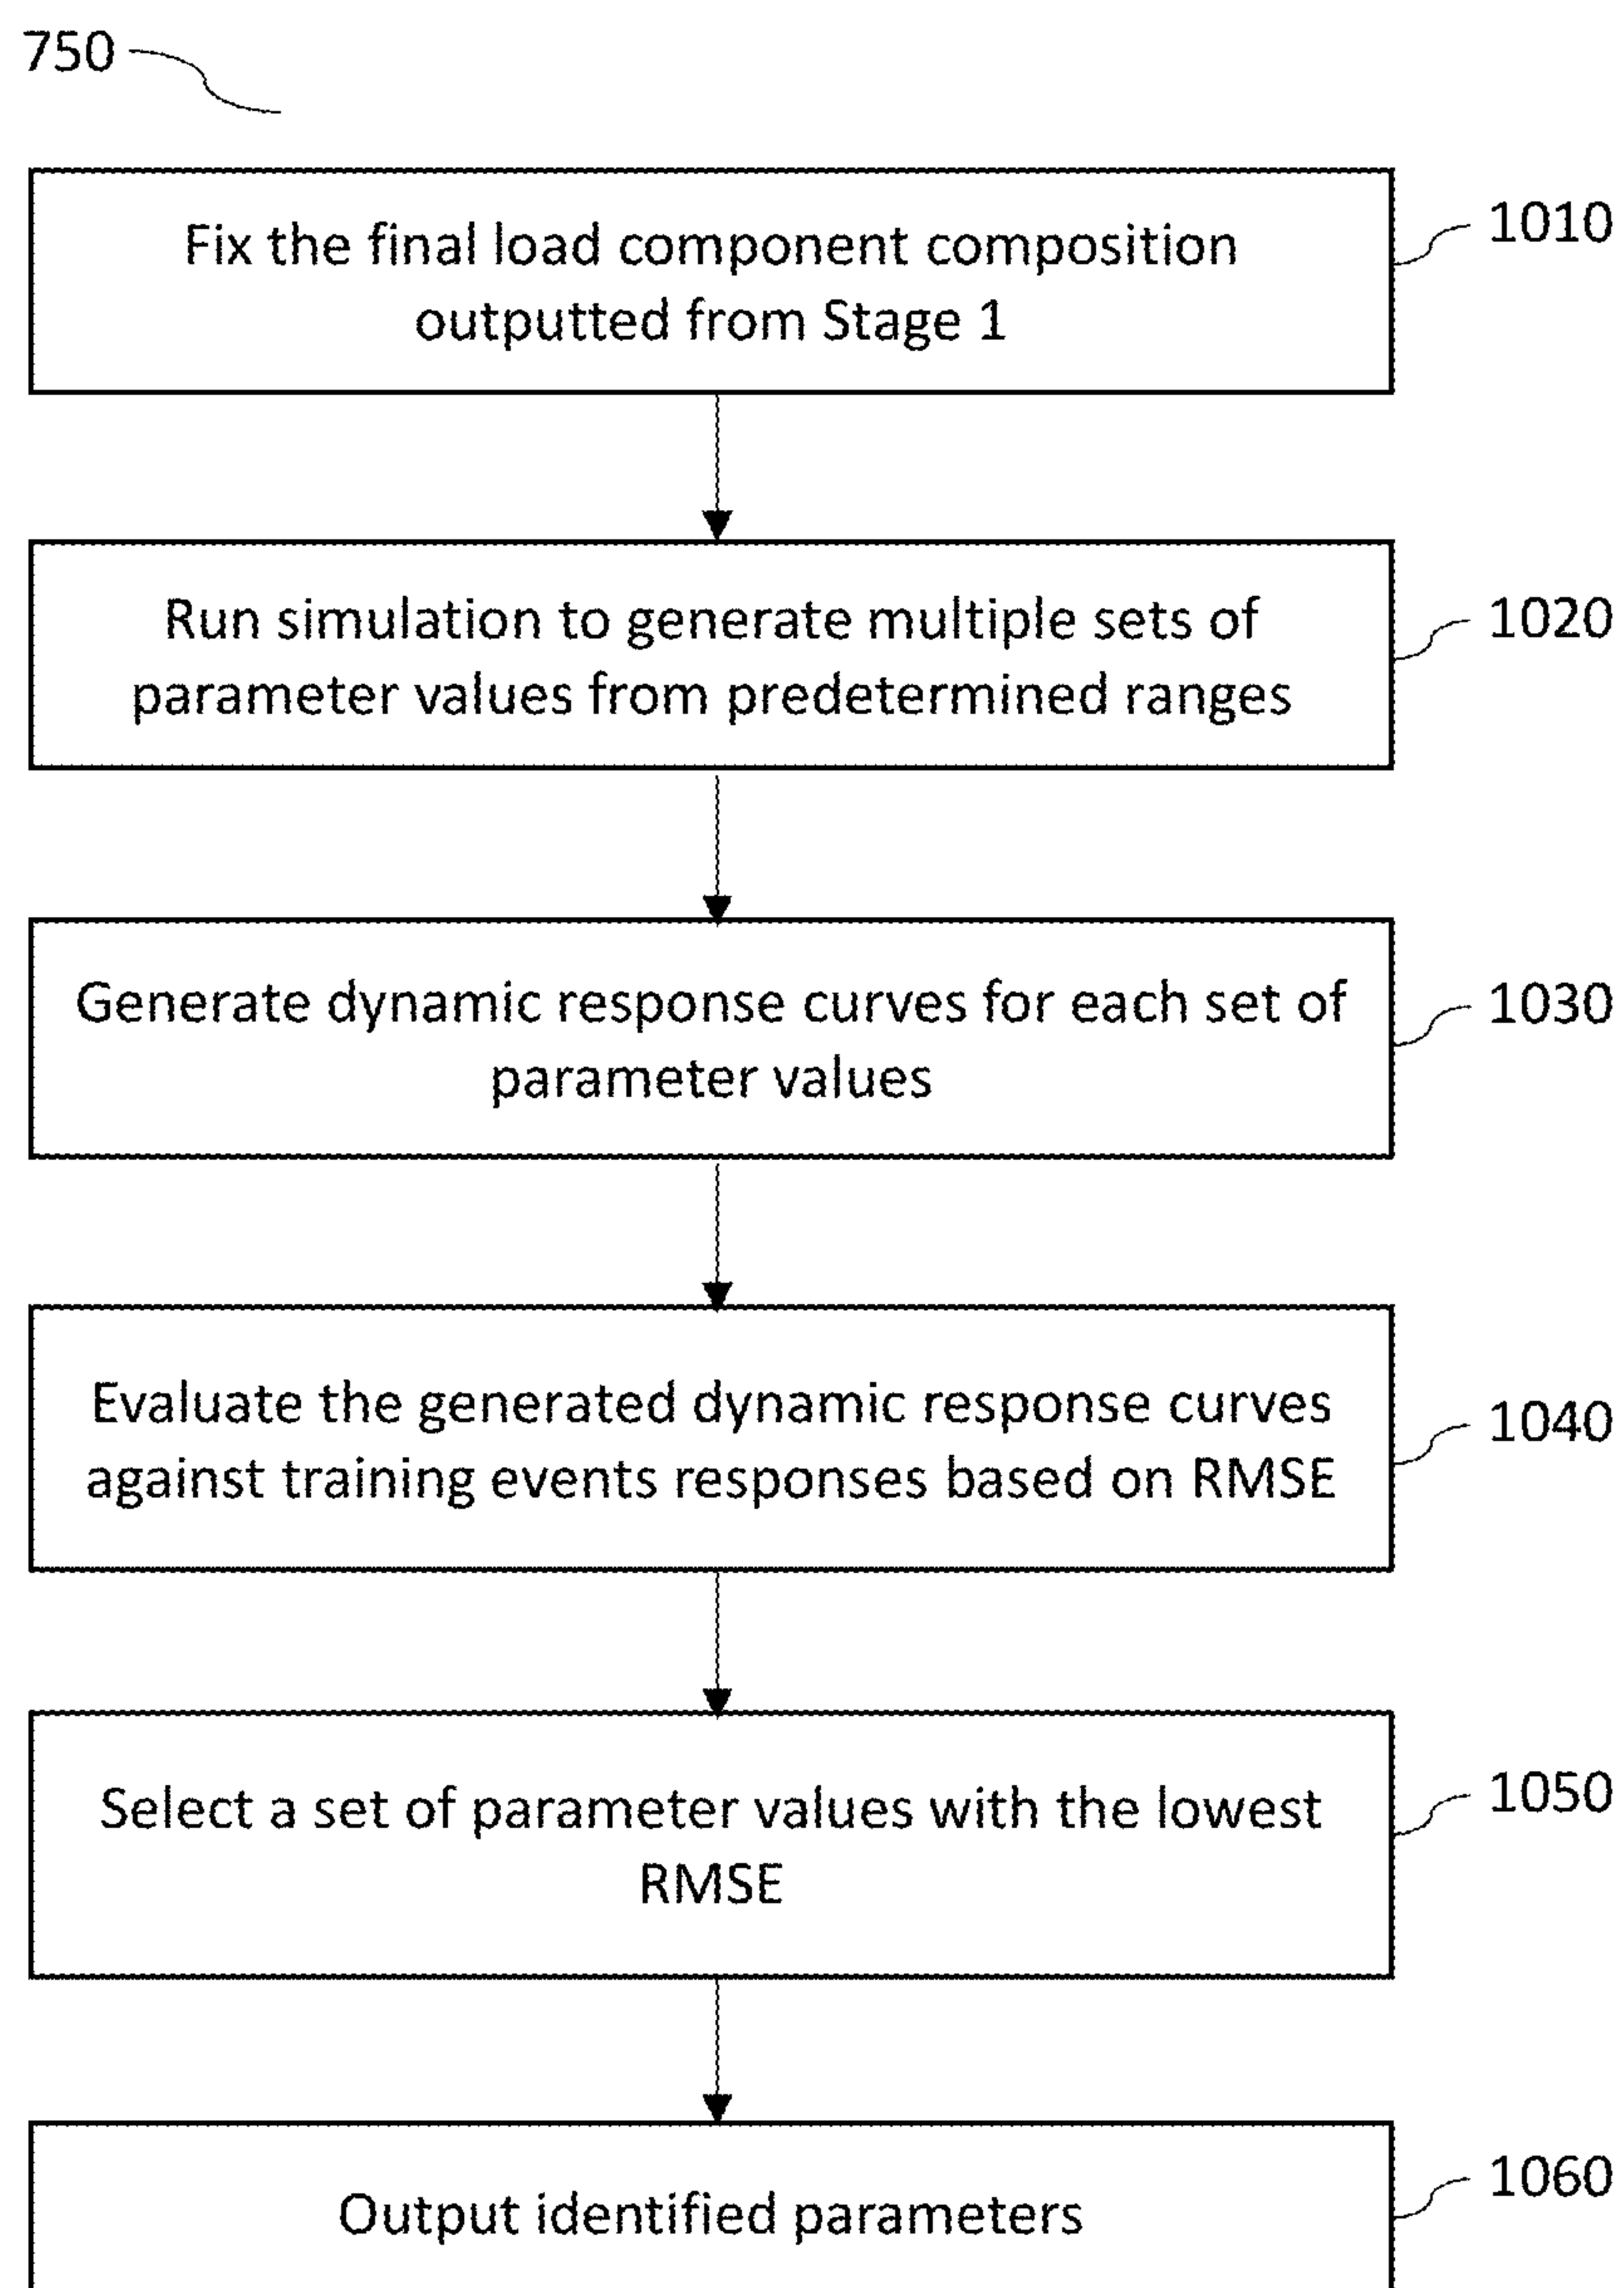 750
Fix the final load component composition
outputted from Stage 1
1010
Run simulation to generate multiple sets of
parameter values from predetermined ranges
1020
Generate dynamic response curves for each set of
parameter values
1030
Evaluate the generated dynamic response curves
against training events responses based on RMSE
1040
Select a set of parameter values with the lowest
RMSE
1050
Output identified parameters
1060